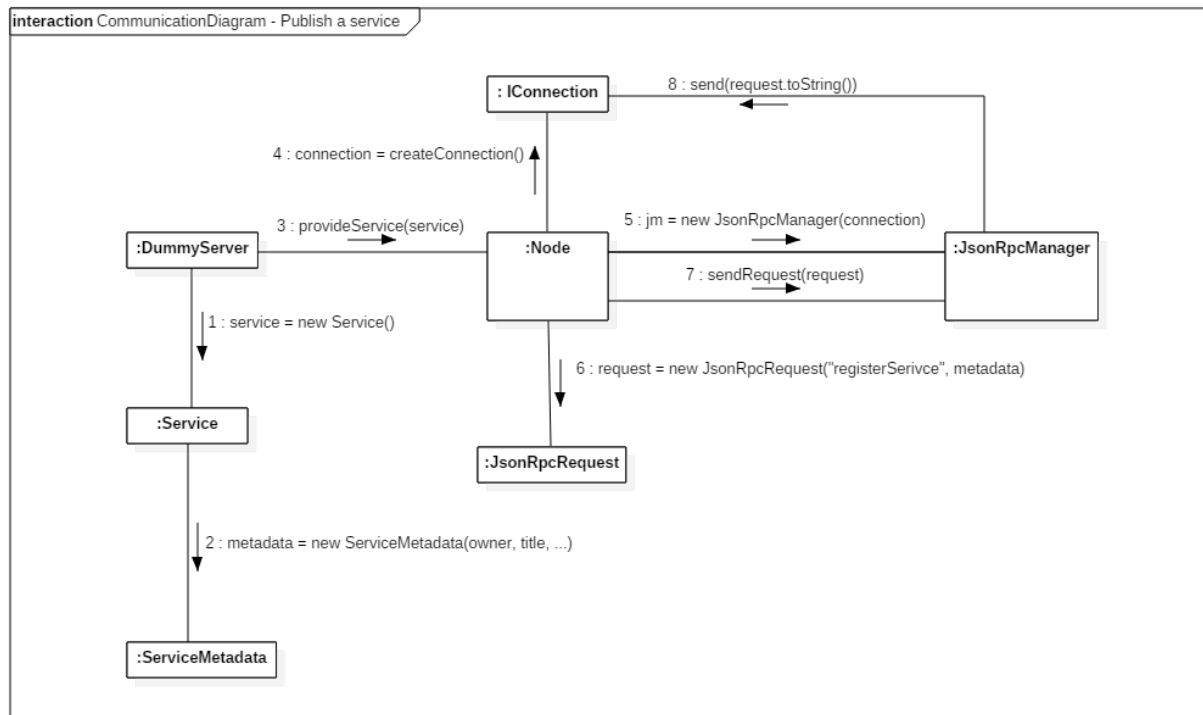 interaction CommunicationDiagram - Publish a service
: IConnection
8 : send(request.toString())
4 : connection = createConnection()
3 : provideService(service)
5 : jm = new JsonRpcManager(connection)
:DummyServer
:Node
:JsonRpcManager
7 : sendRequest(request)
1 : service = new Service()
6 : request = new JsonRpcRequest("registerSerivce", metadata)
:Service
:JsonRpcRequest
2 : metadata = new ServiceMetadata(owner, title, ...)
:ServiceMetadata